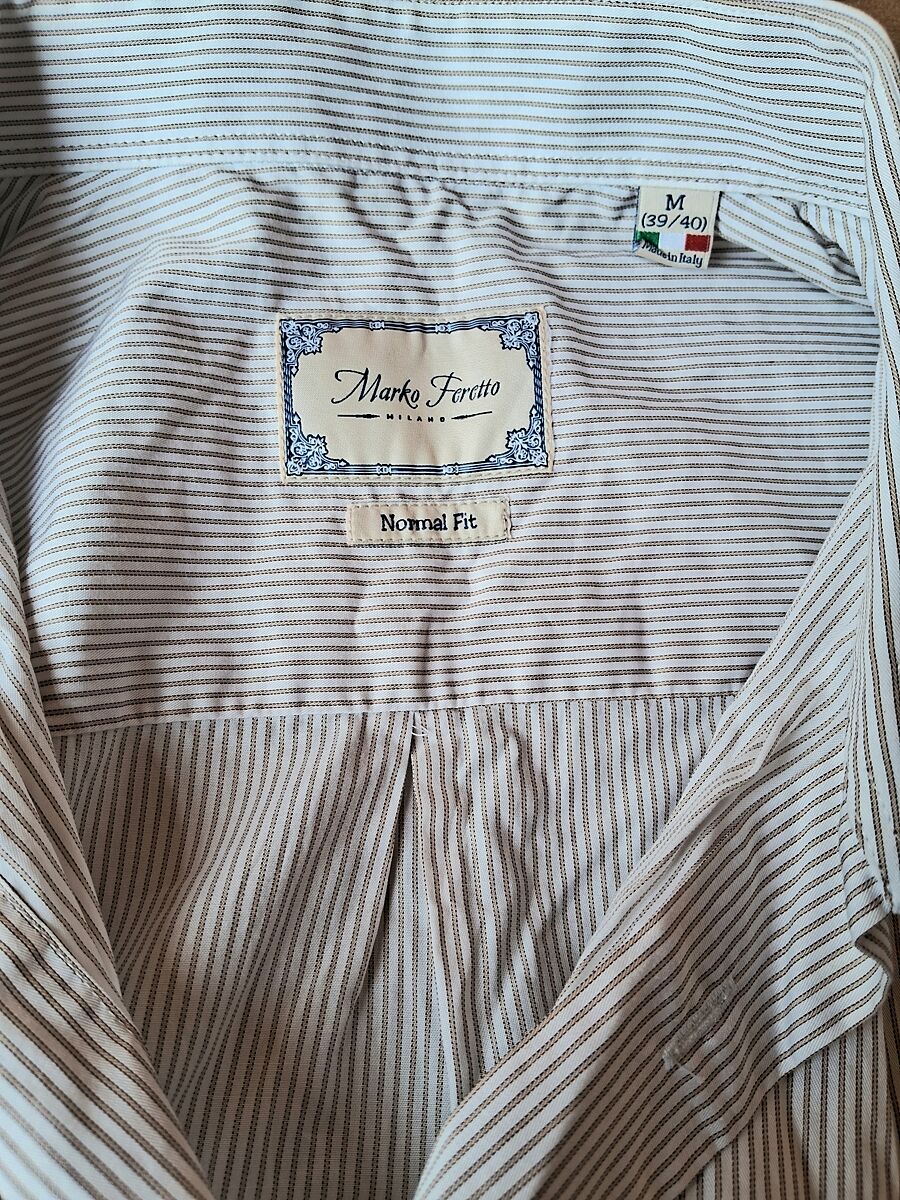 M
(39/40)
Made in Italy
Marko Feretto
MILANO
Normal Fit